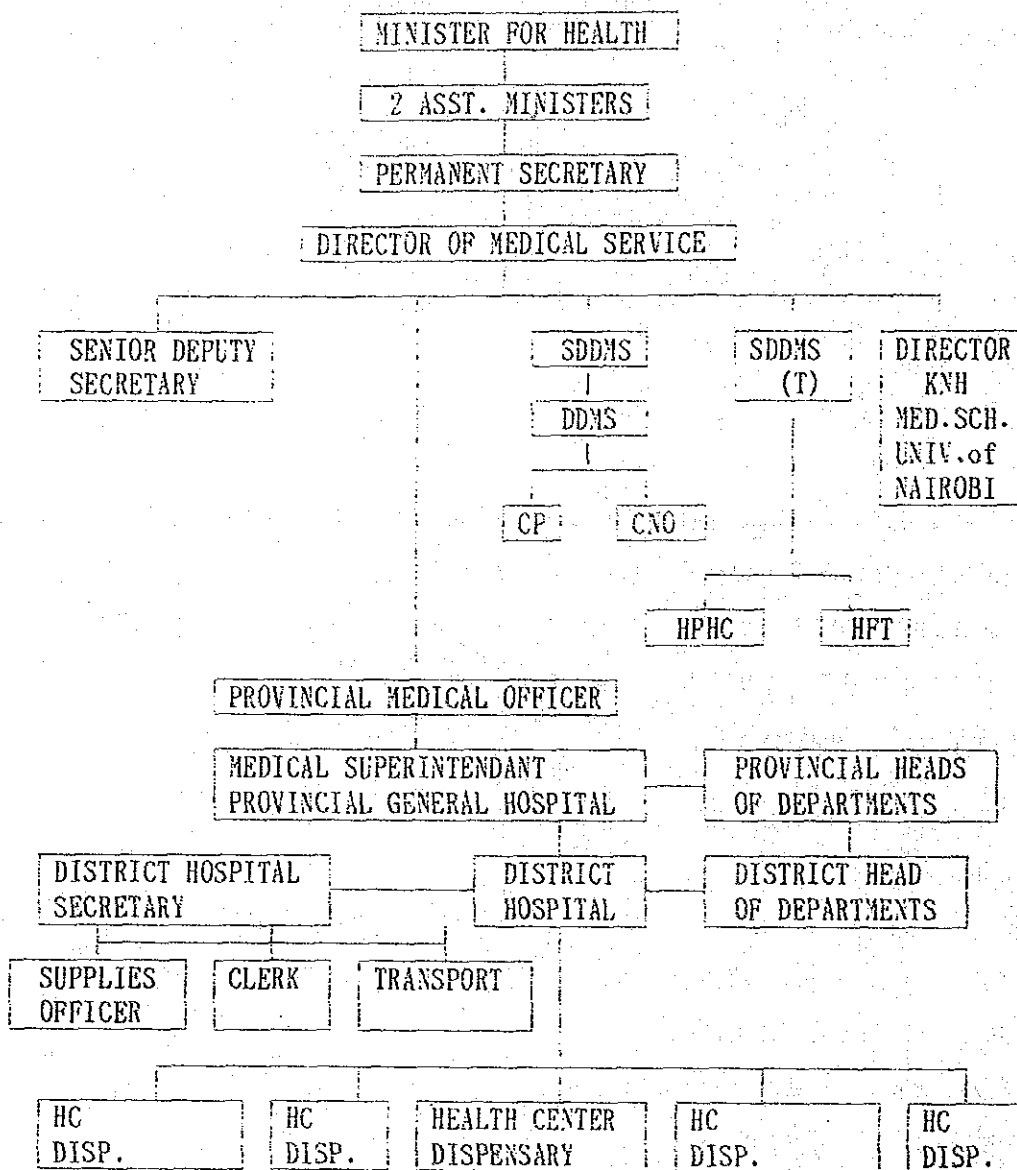 MINISTER FOR HEALTH
2 ASST. MINISTERS
PERMANENT SECRETARY
DIRECTOR OF MEDICAL SERVICE
SENIOR DEPUTY
SECRETARY
SDDMS
DDMS
CP
CNO
SDDMS
(T)
HPHC
HFT
DIRECTOR
KNH
MED.SCH.
UNIV.of
NAIROBI
PROVINCIAL MEDICAL OFFICER
MEDICAL SUPERINTENDANT
PROVINCIAL GENERAL HOSPITAL
PROVINCIAL HEADS
OF DEPARTMENTS
DISTRICT HOSPITAL
SECRETARY
DISTRICT
HOSPITAL
DISTRICT HEAD
OF DEPARTMENTS
SUPPLIES
OFFICER
CLERK
TRANSPORT
HC
DISP.
HC
DISP.
HEALTH CENTER
DISPENSARY
HC
DISP.
HC
DISP.